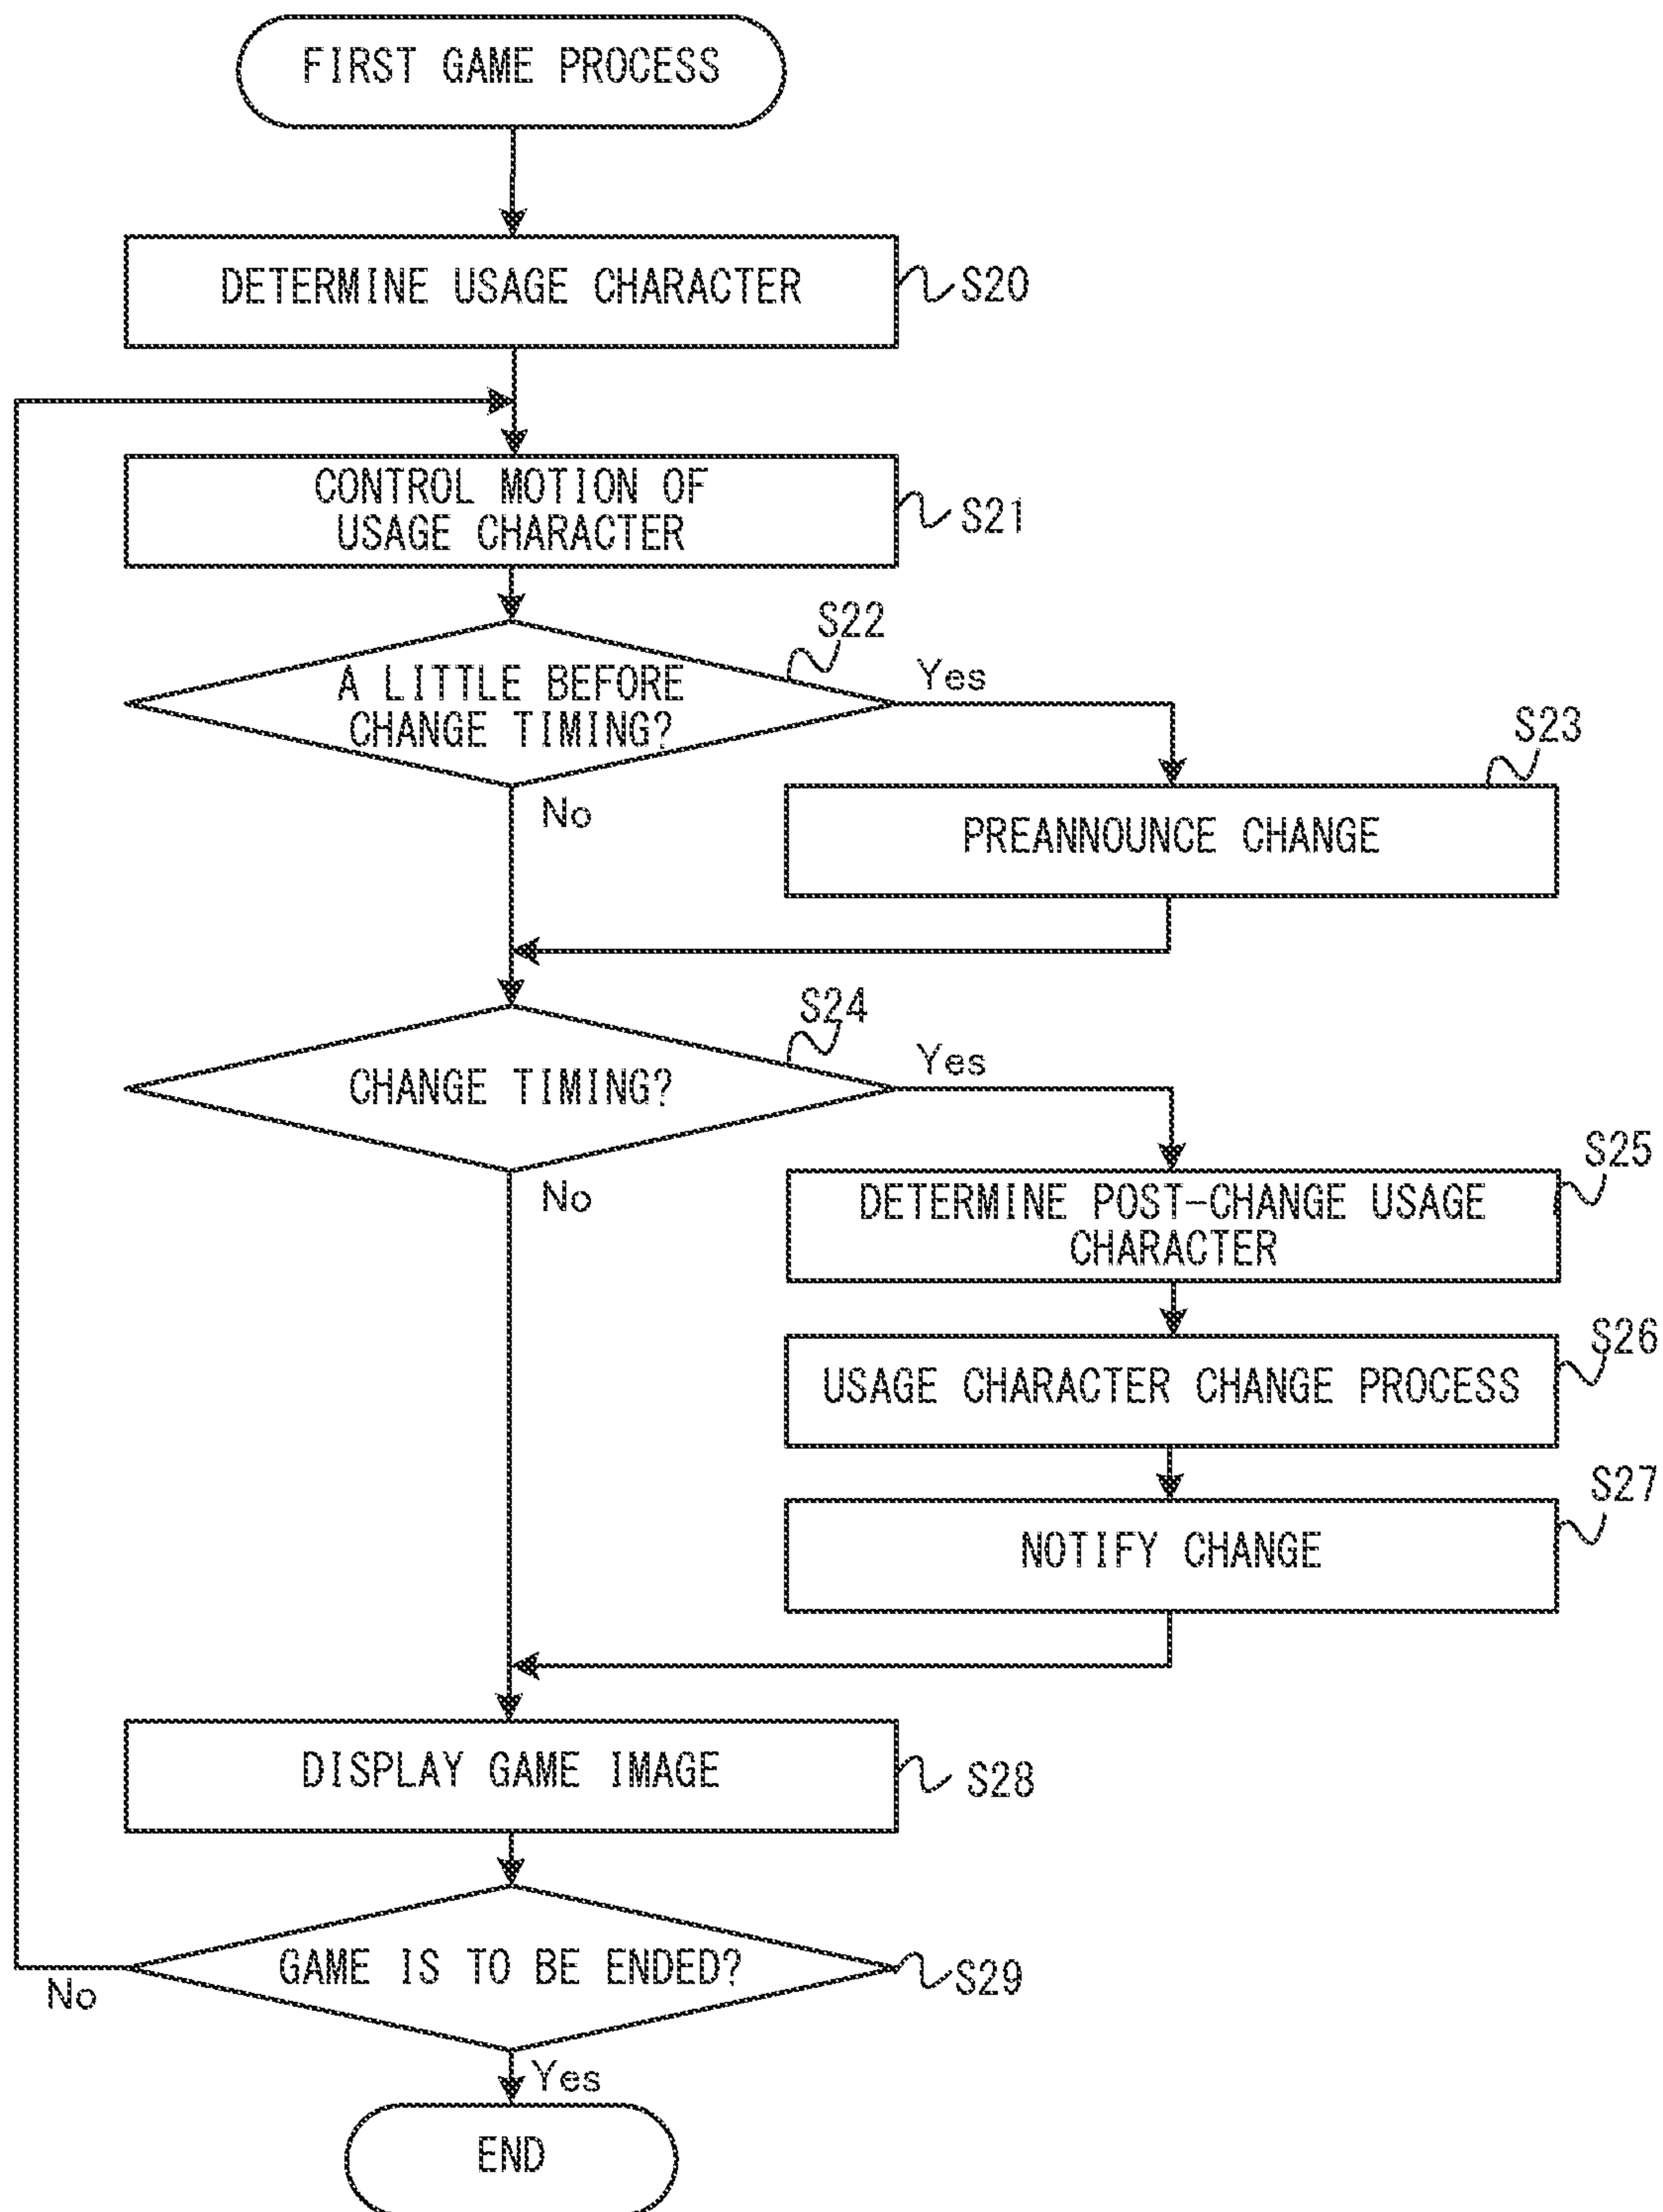 FIRST GAME PROCESS
DETERMINE USAGE CHARACTER
S20
CONTROL MOTION OF
USAGE CHARACTER
S21
S22
A LITTLE BEFORE
CHANGE TIMING?
Yes
No
S23
PREANNOUNCE CHANGE
S24
CHANGE TIMING?
Yes
No
S25
DETERMINE POST-CHANGE USAGE
CHARACTER
S26
USAGE CHARACTER CHANGE PROCESS
S27
NOTIFY CHANGE
DISPLAY GAME IMAGE
S28
GAME IS TO BE ENDED?
S29
No
Yes
END